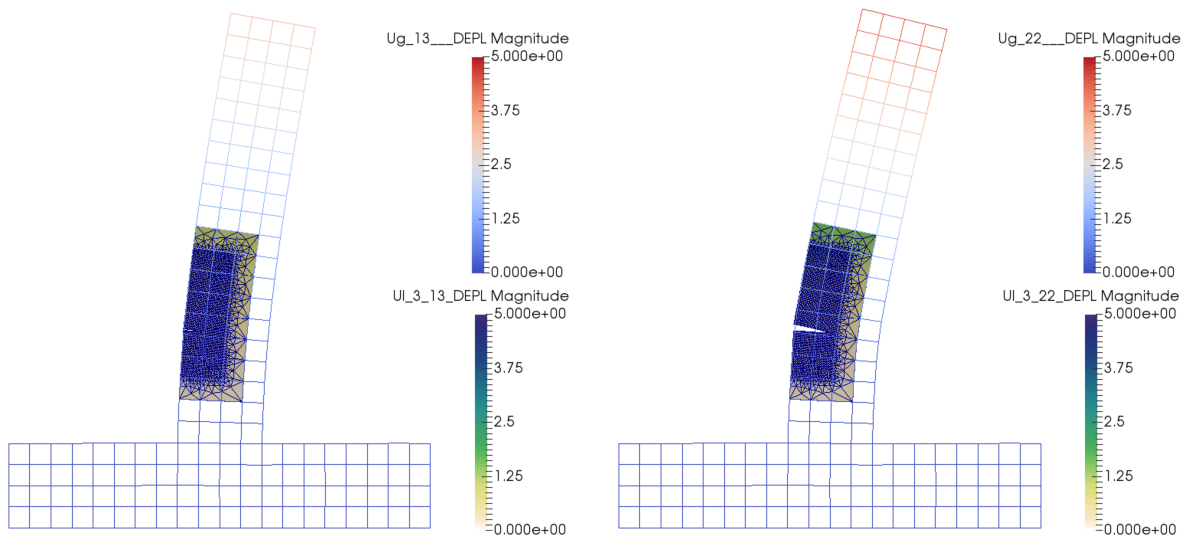 Ug_13___DEPL Magnitude
5.000e+00
3.75
2.5
1.25
0.000e+00
Ul_3_13_DEPL Magnitude
5.000e+00
3.75
2.5
1.25
0.000e+00
Ug_22___DEPL Magnitude
5.000e+00
3.75
2.5
1.25
0.000e+00
Ul_3_22_DEPL Magnitude
5.000e+00
3.75
2.5
1.25
0.000e+00